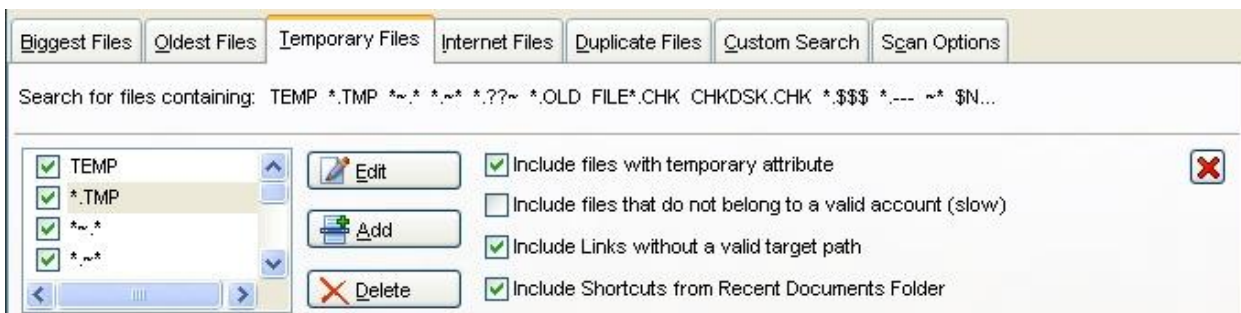 Biggest Files Oldest Files Temporary Files Internet Files Duplicate Files Custom Search Scan Options
Search for files containing: TEMP *.TMP *~.* *.~* *.??~ *.OLD FILE*.CHK CHKDSK.CHK *.$$$ *.--- ~* $N...
TEMP
*.TMP
*~.*
*.~*
Edit
Add
Delete
Include files with temporary attribute
Include files that do not belong to a valid account (slow)
Include Links without a valid target path
Include Shortcuts from Recent Documents Folder